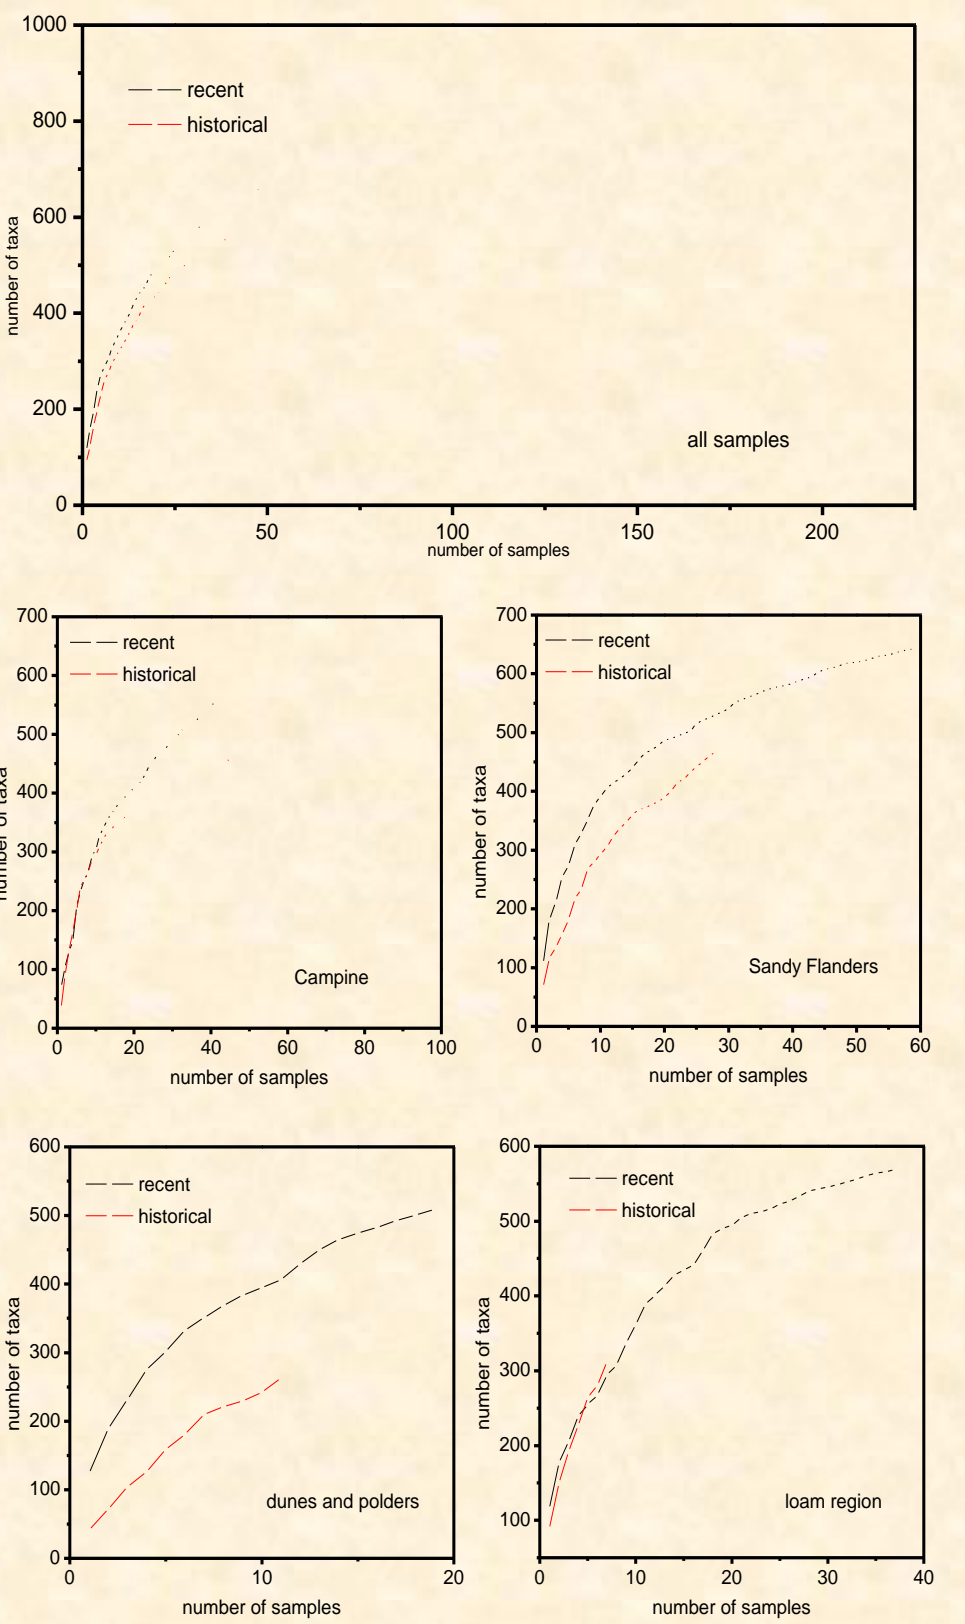 1000
800
600
400
200
0
number of taxa
recent
historical
all samples
0 50 100 150 200
number of samples
700
600
500
400
300
200
100
0
number of taxa
recent
historical
Campine
0 20 40 60 80 100
number of samples
700
600
500
400
300
200
100
0
number of taxa
recent
historical
Sandy Flanders
0 10 20 30 40 50 60
number of samples
600
500
400
300
200
100
0
number of taxa
recent
historical
dunes and polders
0 10 20
number of samples
600
500
400
300
200
100
number of taxa
recent
historical
loam region
0 10 20 30 40
number of samples